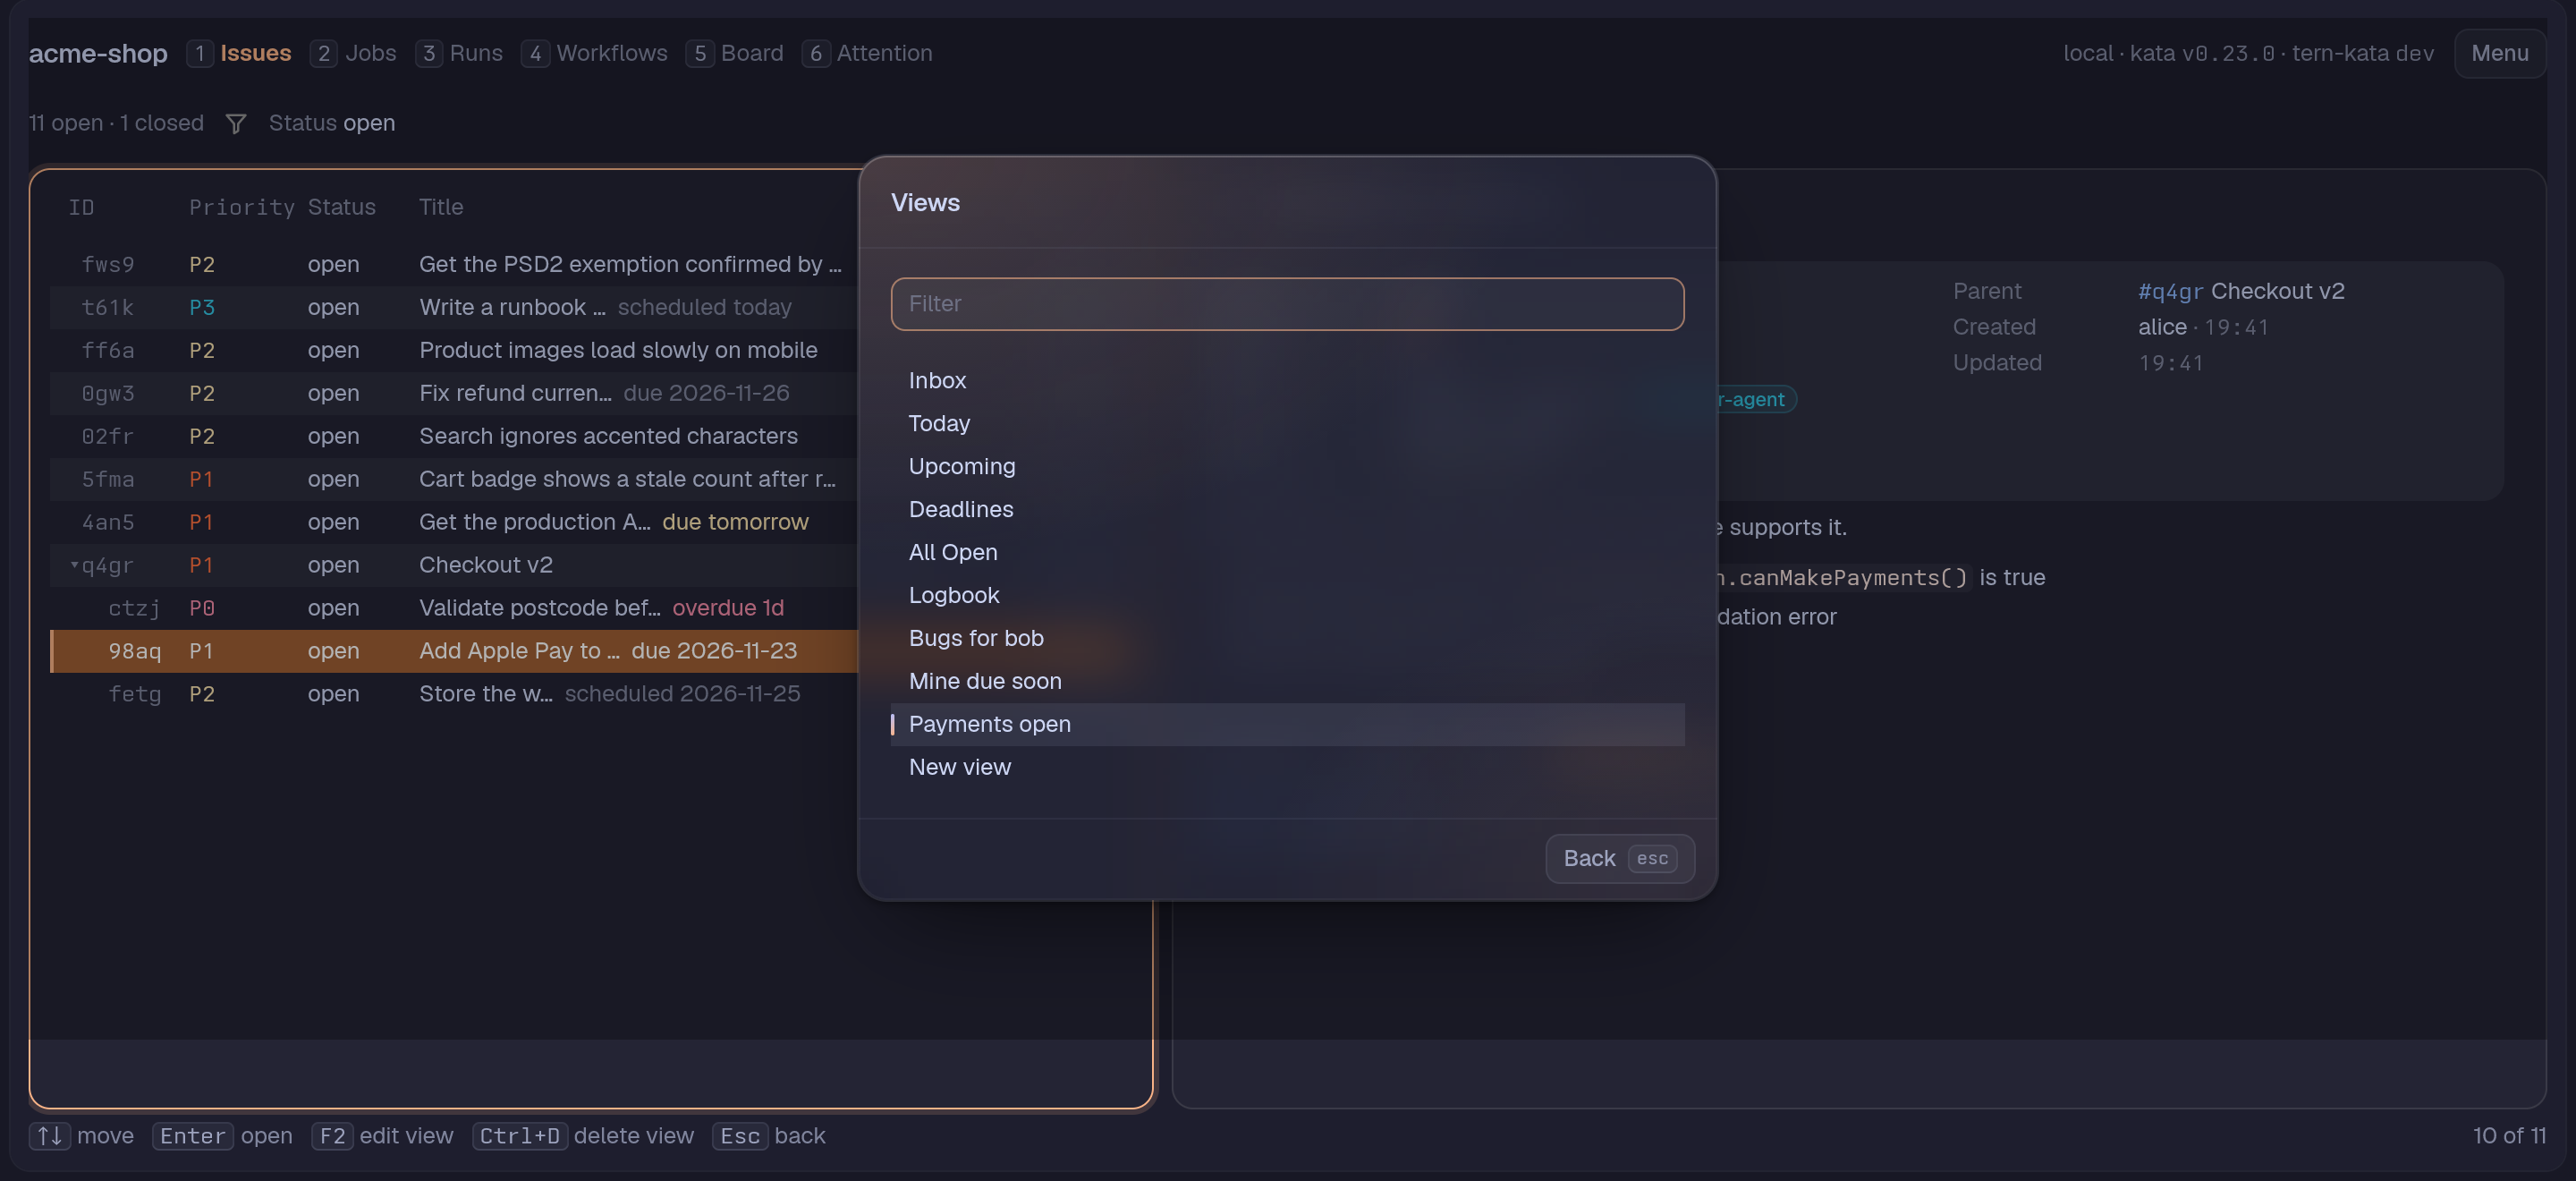 acme-shop 1 Issues 2 Jobs 3 Runs 4 Workflows 5 Board 6 Attention local · kata v0.23.0 · tern-kata dev Menu
11 open · 1 closed Status open
ID Priority Status Title
fws9 P2 open Get the PSD2 exemption confirmed by …
t61k P3 open Write a runbook … scheduled today
ff6a P2 open Product images load slowly on mobile
0gw3 P2 open Fix refund curren… due 2026-11-26
02fr P2 open Search ignores accented characters
5fma P1 open Cart badge shows a stale count after r…
4an5 P1 open Get the production A… due tomorrow
▾q4gr P1 open Checkout v2
ctzj P0 open Validate postcode bef… overdue 1d
98aq P1 open Add Apple Pay to … due 2026-11-23
fetg P2 open Store the w… scheduled 2026-11-25
Views
Filter
Inbox
Today
Upcoming
Deadlines
All Open
Logbook
Bugs for bob
Mine due soon
Payments open
New view
Back esc
Parent #q4gr Checkout v2
Created alice · 19:41
Updated 19:41
r-agent
e supports it.
n.canMakePayments() is true
dation error
↑↓ move Enter open F2 edit view Ctrl+D delete view Esc back 10 of 11